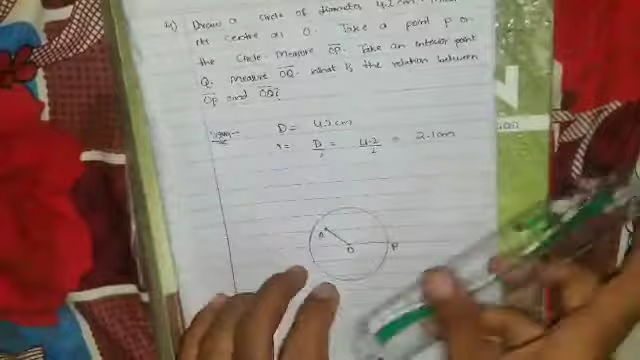 4) Draw a circle of diameter 4.2 cm.
its centre as O. Take a point P on
the circle. Measure OP. Take an interior point
Q. Measure OQ. What is the relation between
OP and OQ?
D = 4.2 cm
r = D/2 = 4.2/2 = 2.1 cm
O P